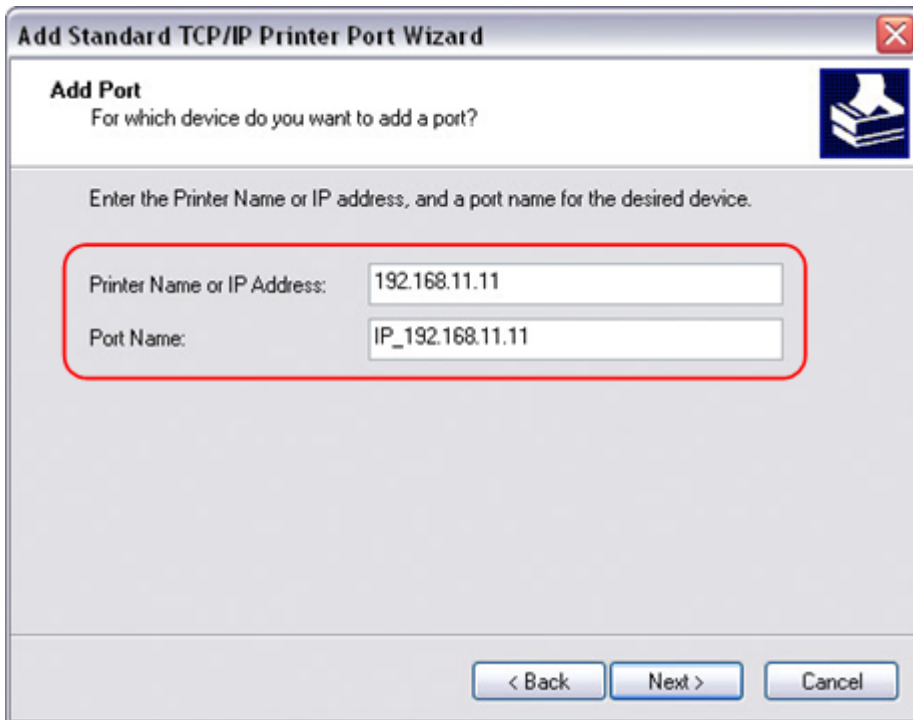 Add Standard TCP/IP Printer Port Wizard
Add Port
For which device do you want to add a port?
Enter the Printer Name or IP address, and a port name for the desired device.
Printer Name or IP Address: 192.168.11.11
Port Name: IP_192.168.11.11
< Back Next > Cancel